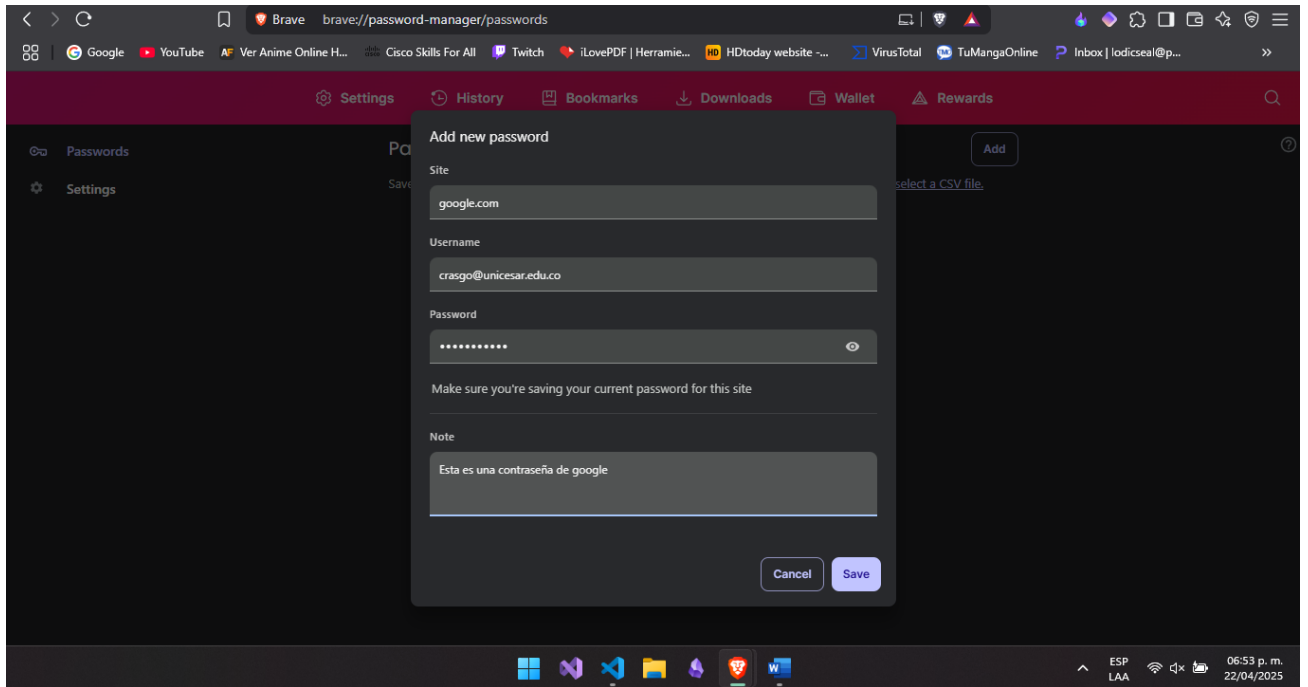 Brave brave://password-manager/passwords
Google YouTube Ver Anime Online H... Cisco Skills For All Twitch iLovePDF | Herramie... HDtoday website -... VirusTotal TuMangaOnline Inbox | lodicseal@p... »
Settings History Bookmarks Downloads Wallet Rewards
Passwords
Settings
Pa
Save
Add
select a CSV file.
Add new password
Site
google.com
Username
crasgo@unicesar.edu.co
Password
•••••••••••
Make sure you're saving your current password for this site
Note
Esta es una contraseña de google
Cancel Save
ESP
LAA
06:53 p. m.
22/04/2025